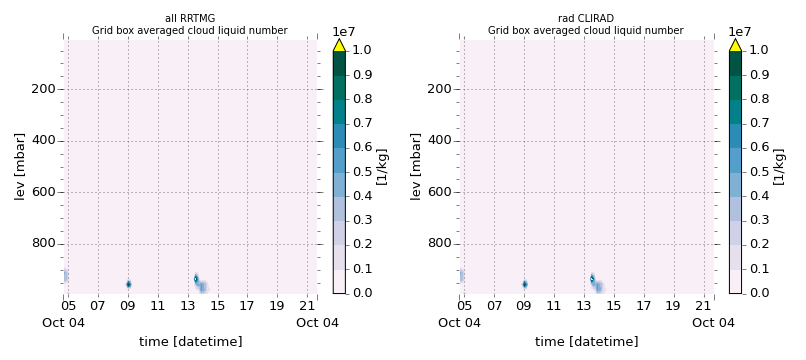 all RRTMG
Grid box averaged cloud liquid number
lev [mbar]
200
400
600
800
05 07 09 11 13 15 17 19 21
Oct 04 Oct 04
time [datetime]
1e7
1.0
0.9
0.8
0.7
0.6
0.5
0.4
0.3
0.2
0.1
0.0
[1/kg]
rad CLIRAD
Grid box averaged cloud liquid number
lev [mbar]
200
400
600
800
05 07 09 11 13 15 17 19 21
Oct 04 Oct 04
time [datetime]
1e7
1.0
0.9
0.8
0.7
0.6
0.5
0.4
0.3
0.2
0.1
0.0
[1/kg]